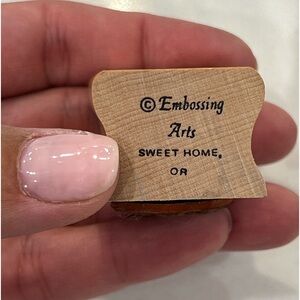 © Embossing
Arts
SWEET HOME,
OR